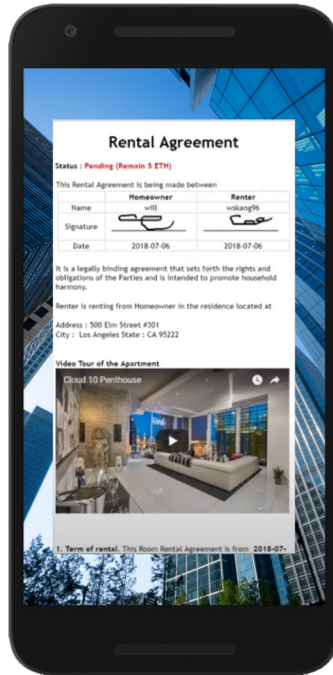 Rental Agreement
Status : Pending (Remain 5 ETH)
This Rental Agreement is being made between
Homeowner Renter
Name will wskang96
Signature
Date 2018-07-06 2018-07-06
It is a legally binding agreement that sets forth the rights and
obligations of the Parties and is intended to promote household
harmony.
Renter is renting from Homeowner in the residence located at
Address : 500 Elm Street #301
City : Los Angeles State : CA 95222
Video Tour of the Apartment
Cloud 10 Penthouse
1. Term of rental. This Room Rental Agreement is from 2018-07-